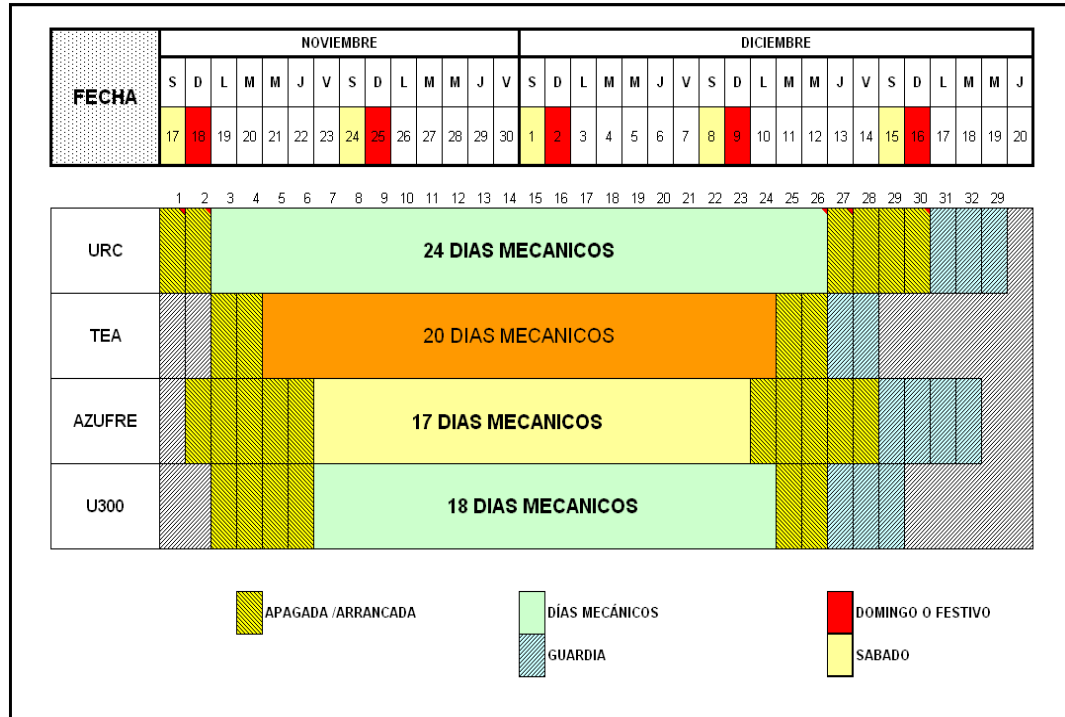 NOVIEMBRE DICIEMBRE
FECHA
S D L M M J V S D L M M J V S D L M M J V S D L M M J V S D L M M J
17 18 19 20 21 22 23 24 25 26 27 28 29 30 1 2 3 4 5 6 7 8 9 10 11 12 13 14 15 16 17 18 19 20
1 2 3 4 5 6 7 8 9 10 11 12 13 14 15 16 17 18 19 20 21 22 23 24 25 26 27 28 29 30 31 32 29
URC 24 DIAS MECANICOS
TEA 20 DIAS MECANICOS
AZUFRE 17 DIAS MECANICOS
U300 18 DIAS MECANICOS
APAGADA /ARRANCADA DÍAS MECÁNICOS DOMINGO O FESTIVO
GUARDIA SABADO